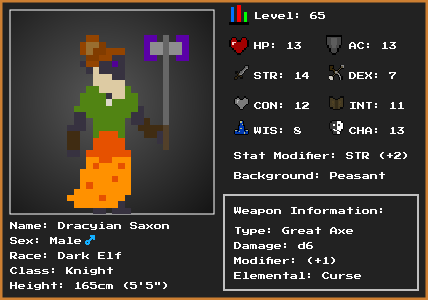 Level: 65
HP: 13 AC: 13
STR: 14 DEX: 7
CON: 12 INT: 11
WIS: 8 CHA: 13
Stat Modifier: STR (+2)
Background: Peasant
Weapon Information:
Type: Great Axe
Damage: d6
Modifier: (+1)
Elemental: Curse
Name: Dracyian Saxon
Sex: Male ♂
Race: Dark Elf
Class: Knight
Height: 165cm (5'5")